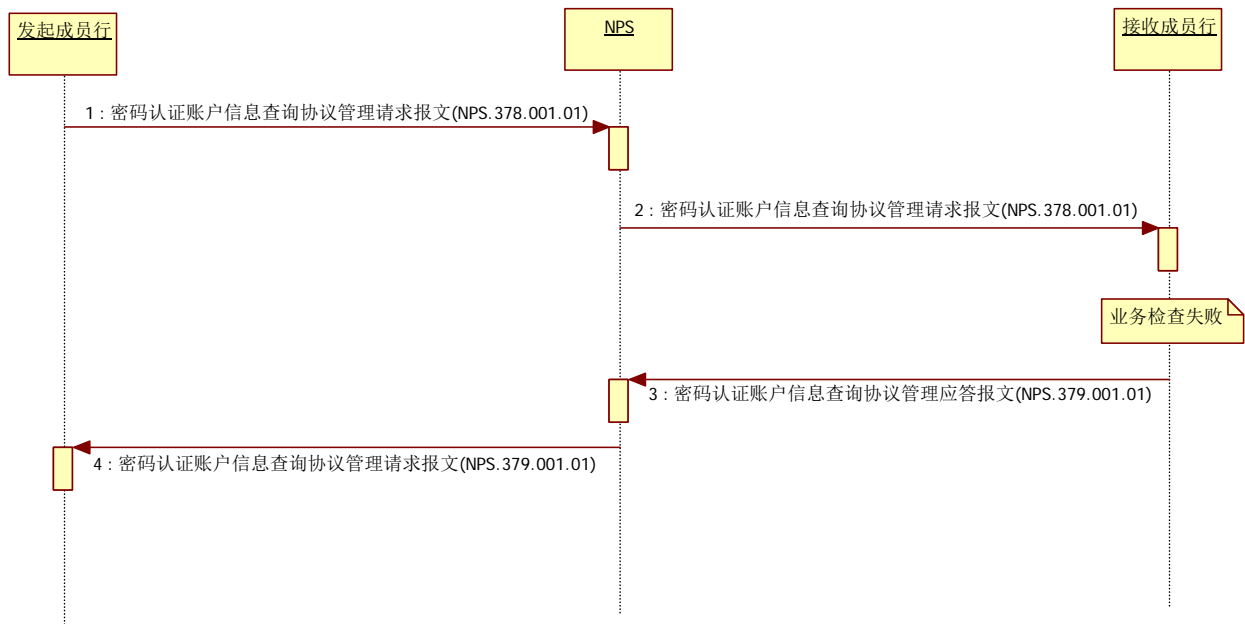 发起成员行
NPS
接收成员行
1 : 密码认证账户信息查询协议管理请求报文(NPS.378.001.01)
2 : 密码认证账户信息查询协议管理请求报文(NPS.378.001.01)
业务检查失败
3 : 密码认证账户信息查询协议管理应答报文(NPS.379.001.01)
4 : 密码认证账户信息查询协议管理请求报文(NPS.379.001.01)